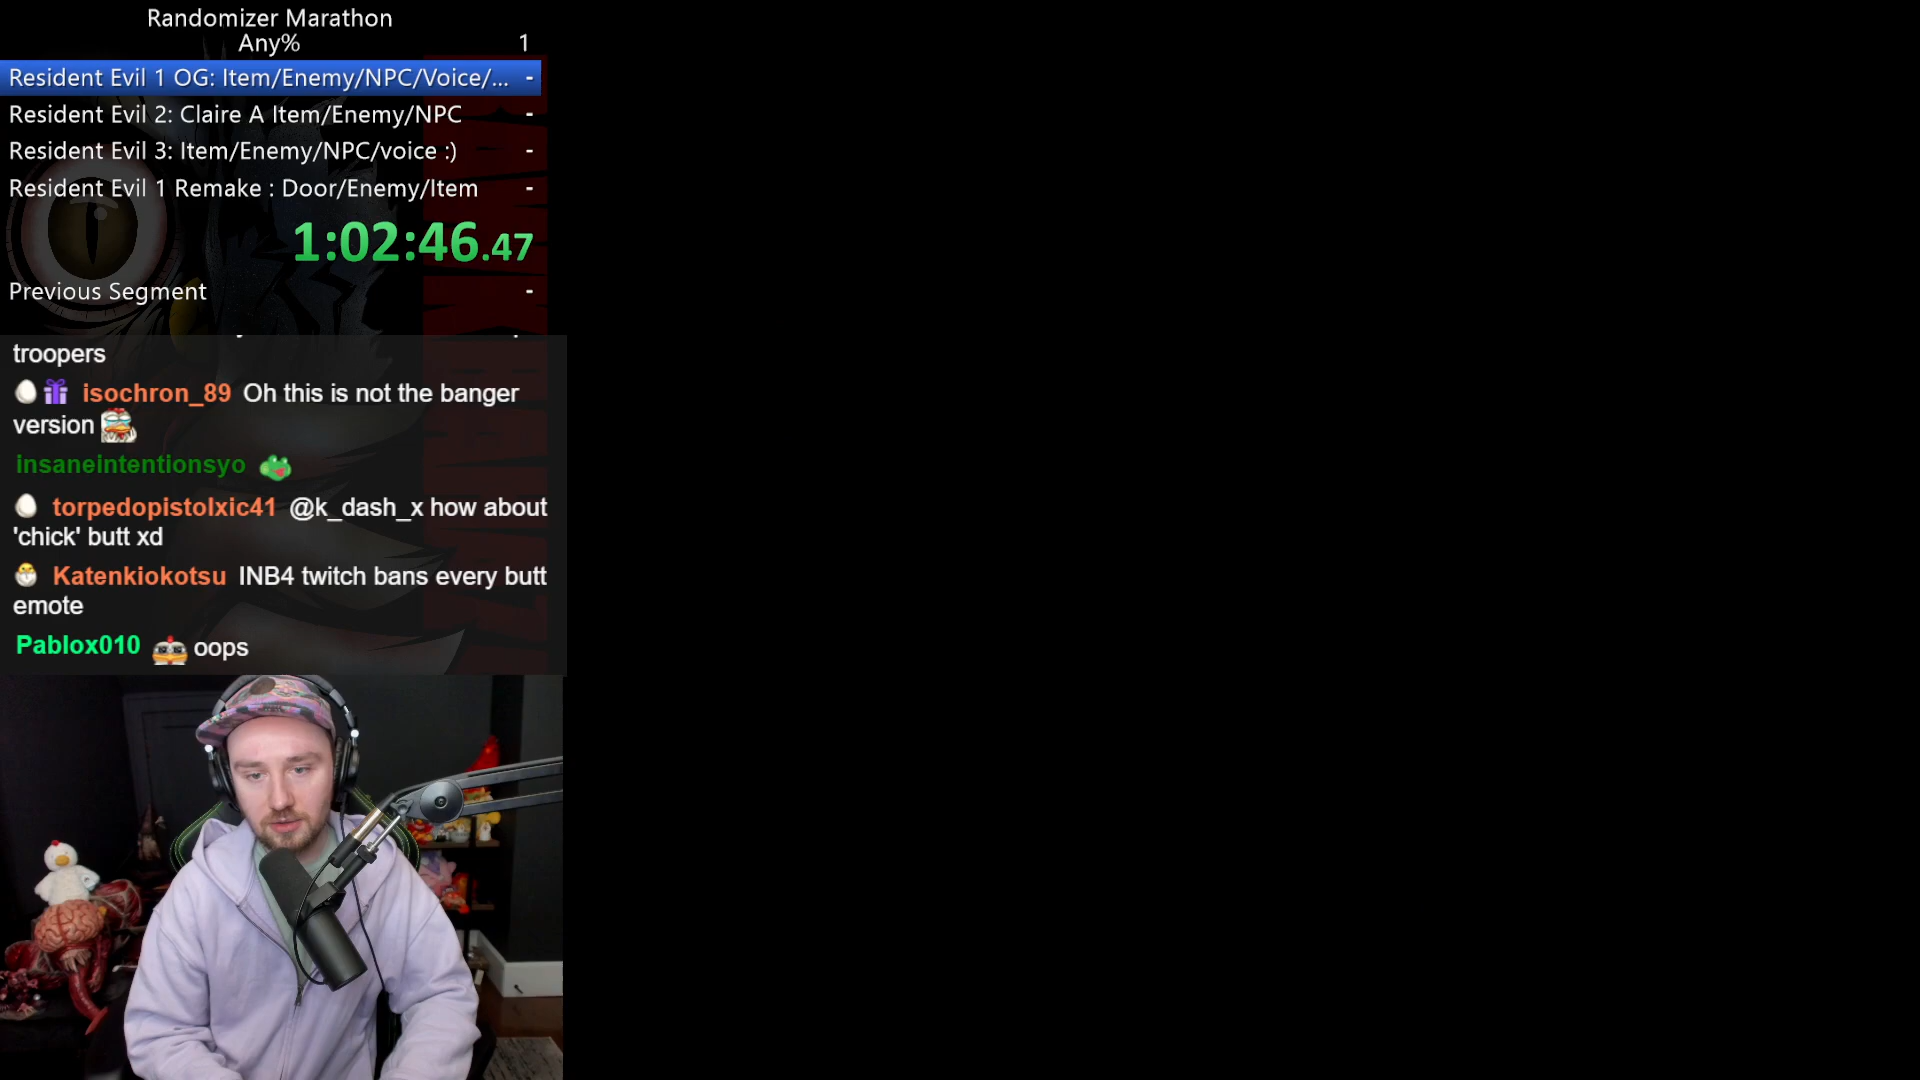 Randomizer Marathon
Any% 1
Resident Evil 1 OG: Item/Enemy/NPC/Voice/... -
Resident Evil 2: Claire A Item/Enemy/NPC -
Resident Evil 3: Item/Enemy/NPC/voice :) -
Resident Evil 1 Remake : Door/Enemy/Item -
1:02:46.47
Previous Segment -
troopers
isochron_89 Oh this is not the banger
version
insaneintentionsyo
torpedopistolxic41 @k_dash_x how about
'chick' butt xd
Katenkiokotsu INB4 twitch bans every butt
emote
Pablox010 oops